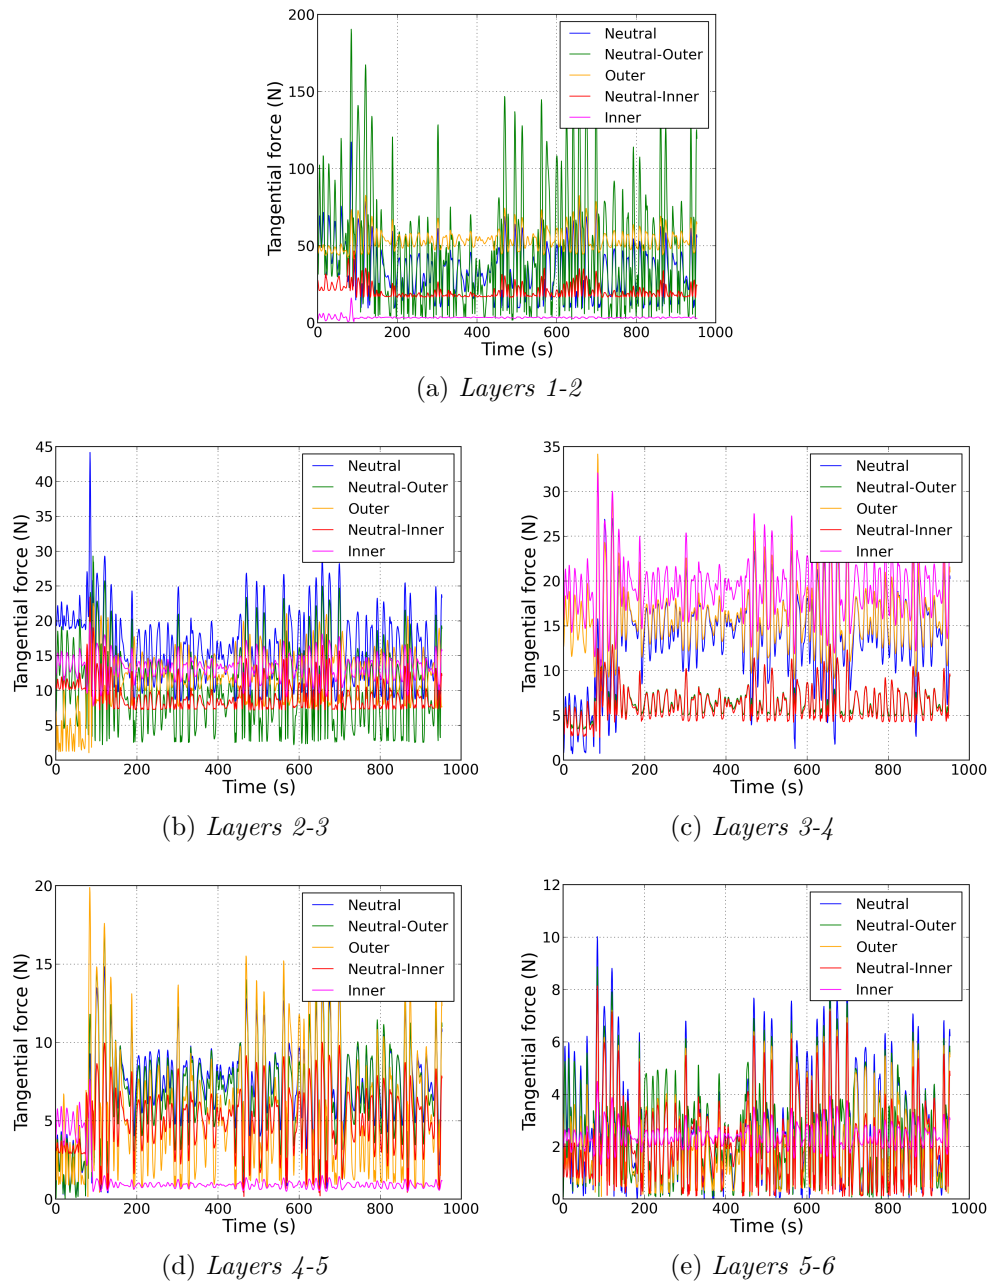 200
150
100
50
0
Tangential force (N)
Neutral
Neutral-Outer
Outer
Neutral-Inner
Inner
0 200 400 600 800 1000
Time (s)
(a) Layers 1-2
45
40
35
30
25
20
15
10
5
0
Tangential force (N)
Neutral
Neutral-Outer
Outer
Neutral-Inner
Inner
0 200 400 600 800 1000
Time (s)
(b) Layers 2-3
35
30
25
20
15
10
5
0
Tangential force (N)
Neutral
Neutral-Outer
Outer
Neutral-Inner
Inner
0 200 400 600 800 1000
Time (s)
(c) Layers 3-4
20
15
10
5
0
Tangential force (N)
Neutral
Neutral-Outer
Outer
Neutral-Inner
Inner
0 200 400 600 800 1000
Time (s)
(d) Layers 4-5
12
10
8
6
4
2
0
Tangential force (N)
Neutral
Neutral-Outer
Outer
Neutral-Inner
Inner
0 200 400 600 800 1000
Time (s)
(e) Layers 5-6